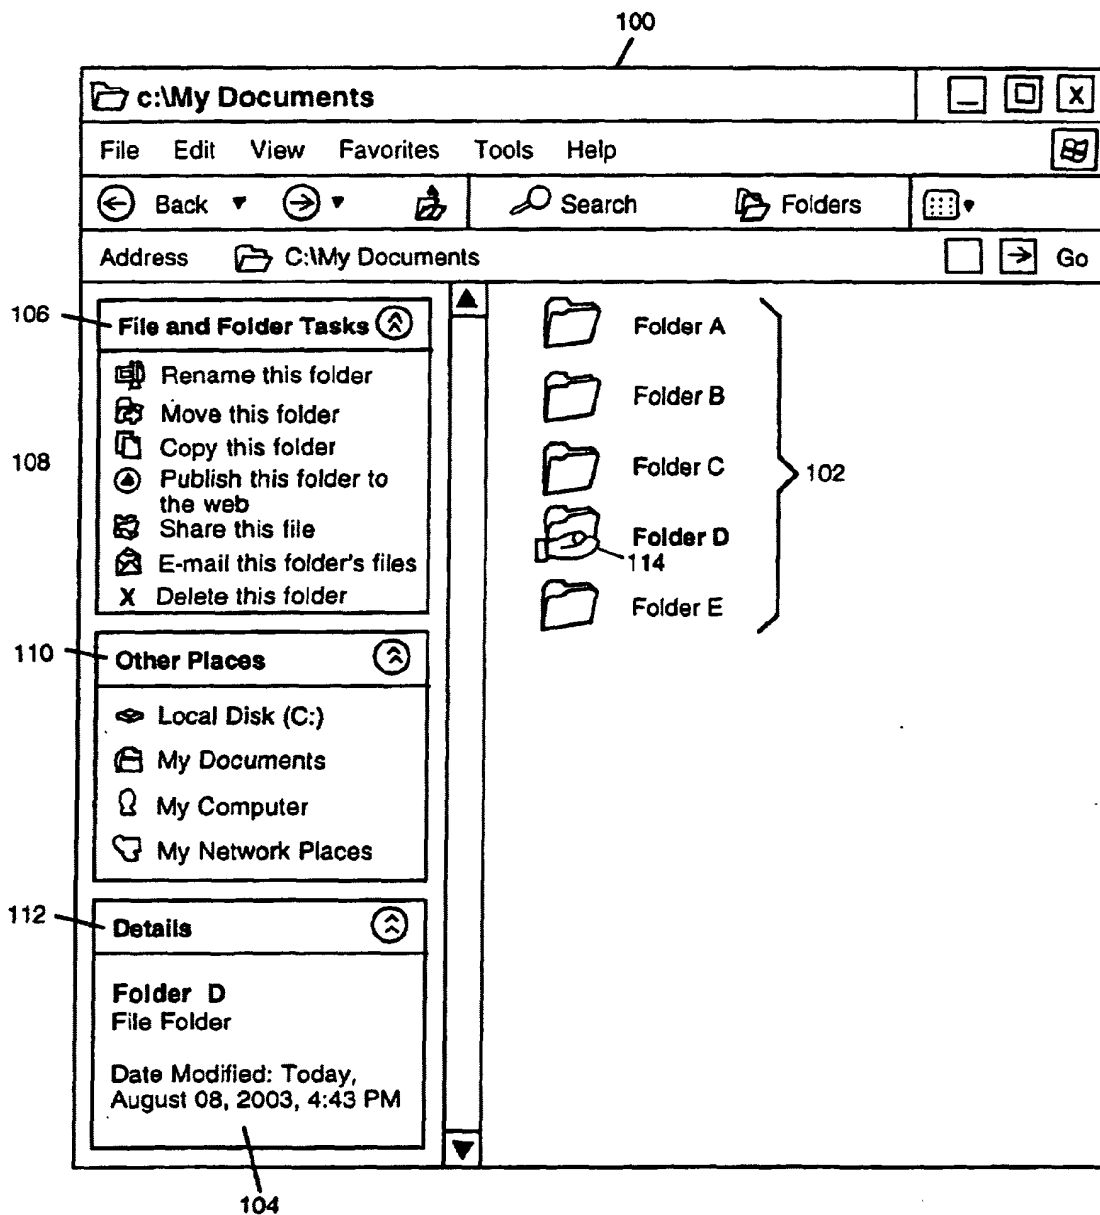 100
c:\My Documents
X
File Edit View Favorites Tools Help
Back Search Folders
Address C:\My Documents Go
106
File and Folder Tasks
Rename this folder
Move this folder
Copy this folder
108
Publish this folder to
the web
Share this file
E-mail this folder's files
X Delete this folder
110
Other Places
Local Disk (C:)
My Documents
My Computer
My Network Places
112
Details
Folder D
File Folder
Date Modified: Today,
August 08, 2003, 4:43 PM
104
Folder A
Folder B
Folder C
102
Folder D
114
Folder E